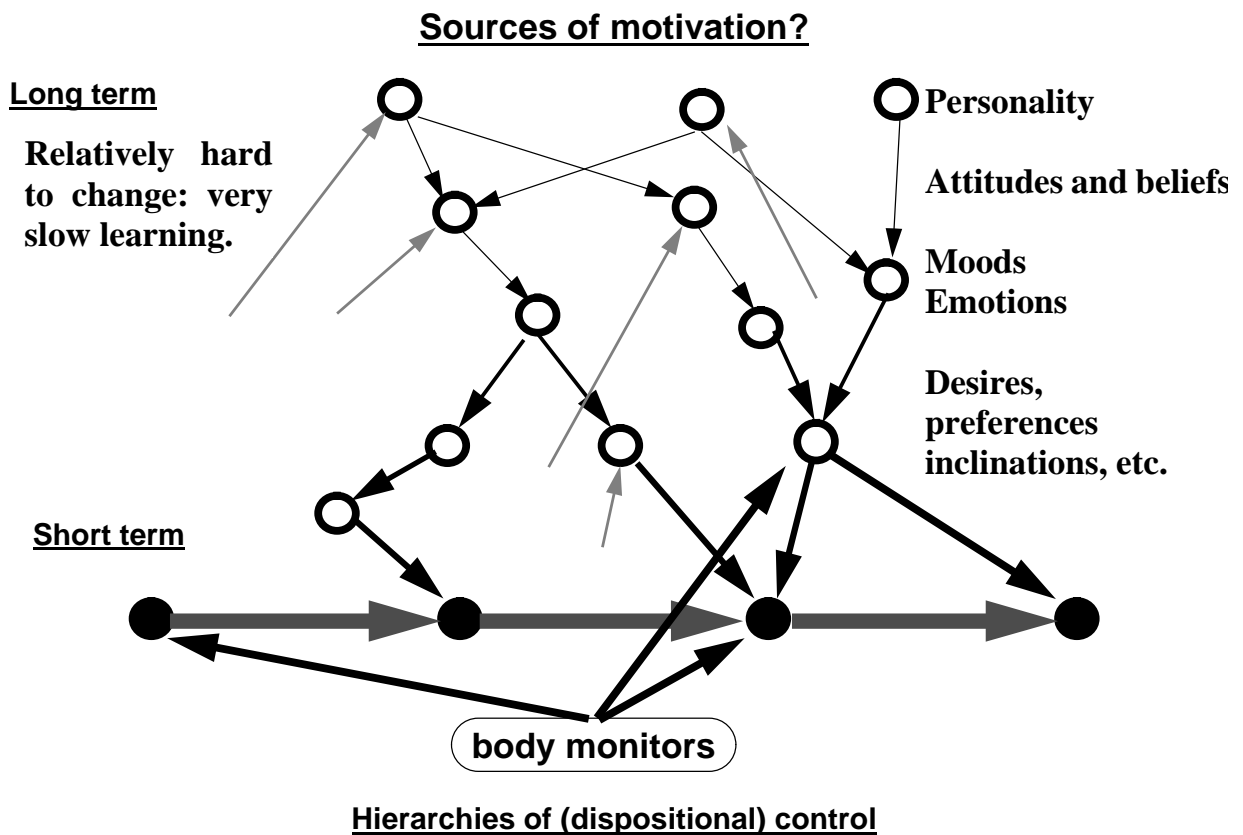 Sources of motivation?
Long term
Relatively hard
to change: very
slow learning.
Personality
Attitudes and beliefs
Moods
Emotions
Desires,
preferences
inclinations, etc.
Short term
body monitors
Hierarchies of (dispositional) control